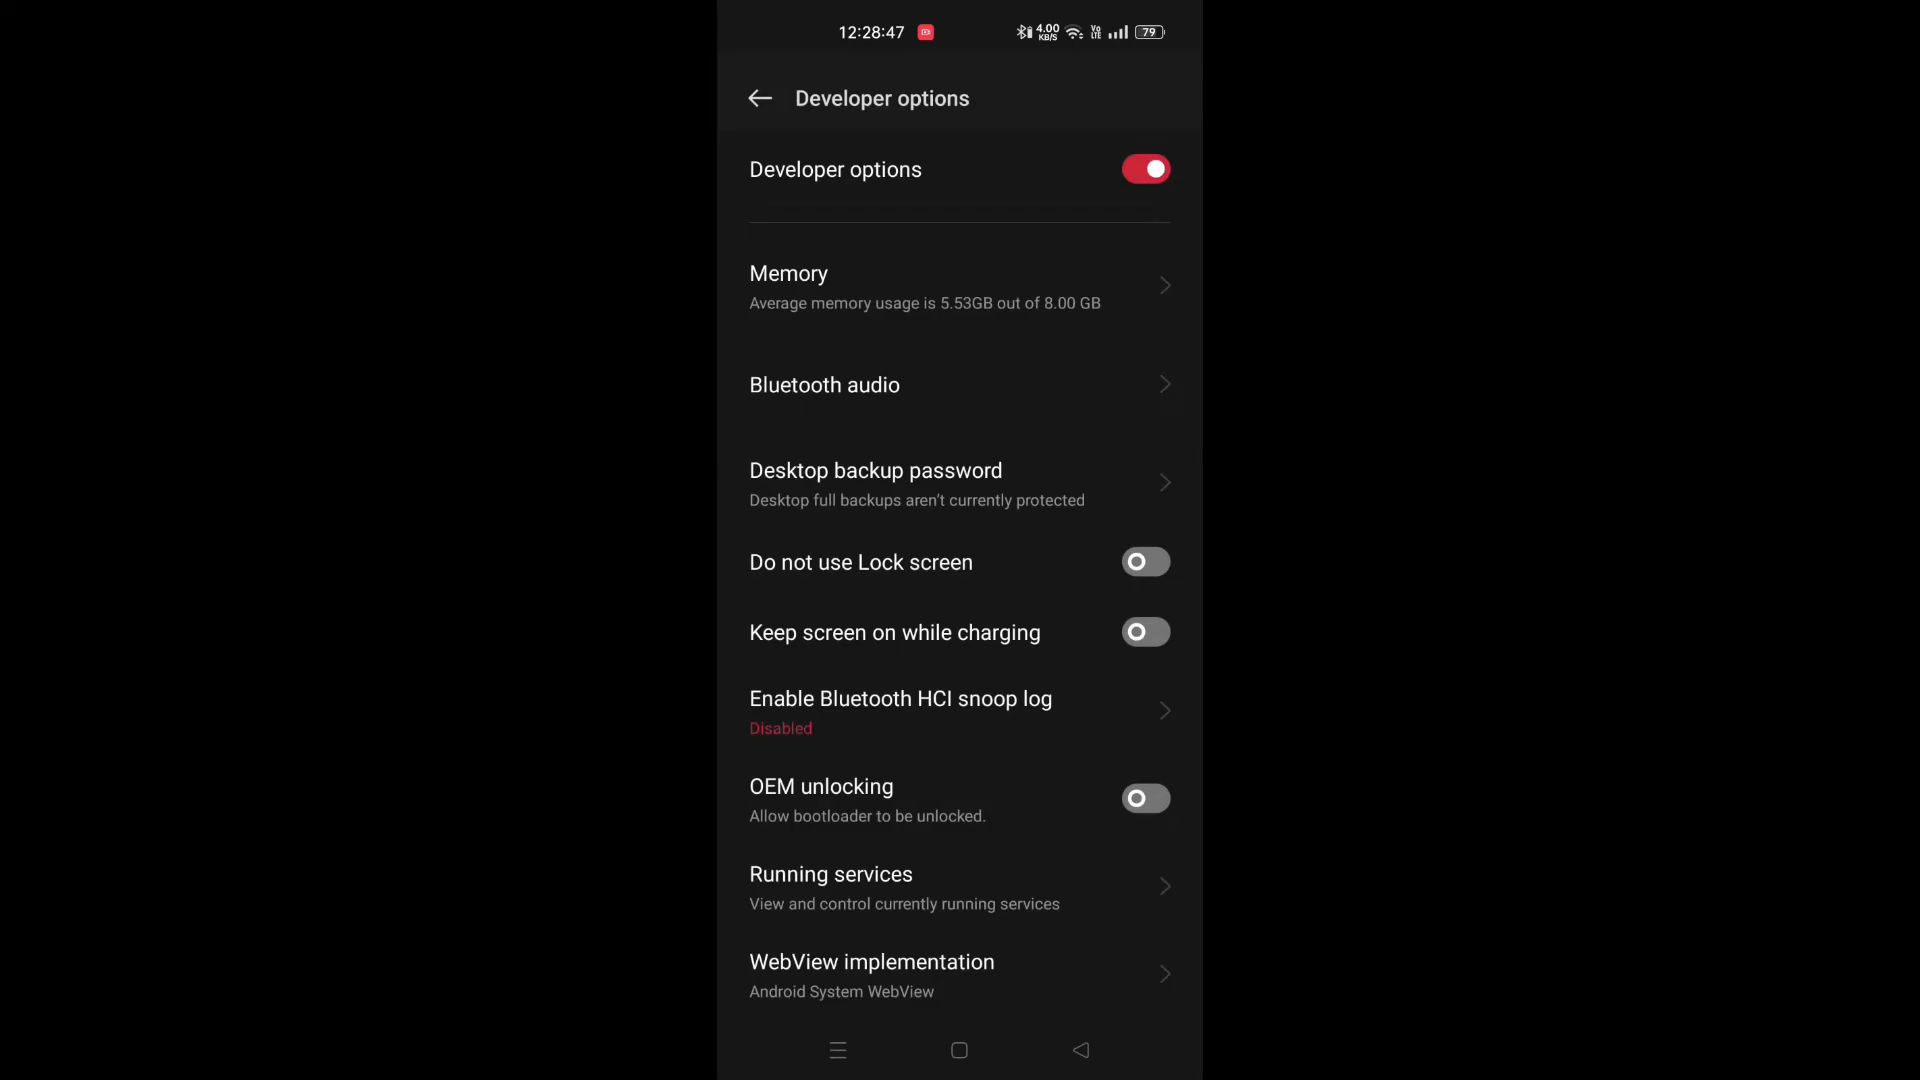 12:28:47 4.00 KB/S Vo LTE 79
Developer options
Developer options
Memory
Average memory usage is 5.53GB out of 8.00 GB
Bluetooth audio
Desktop backup password
Desktop full backups aren't currently protected
Do not use Lock screen
Keep screen on while charging
Enable Bluetooth HCI snoop log
Disabled
OEM unlocking
Allow bootloader to be unlocked.
Running services
View and control currently running services
WebView implementation
Android System WebView